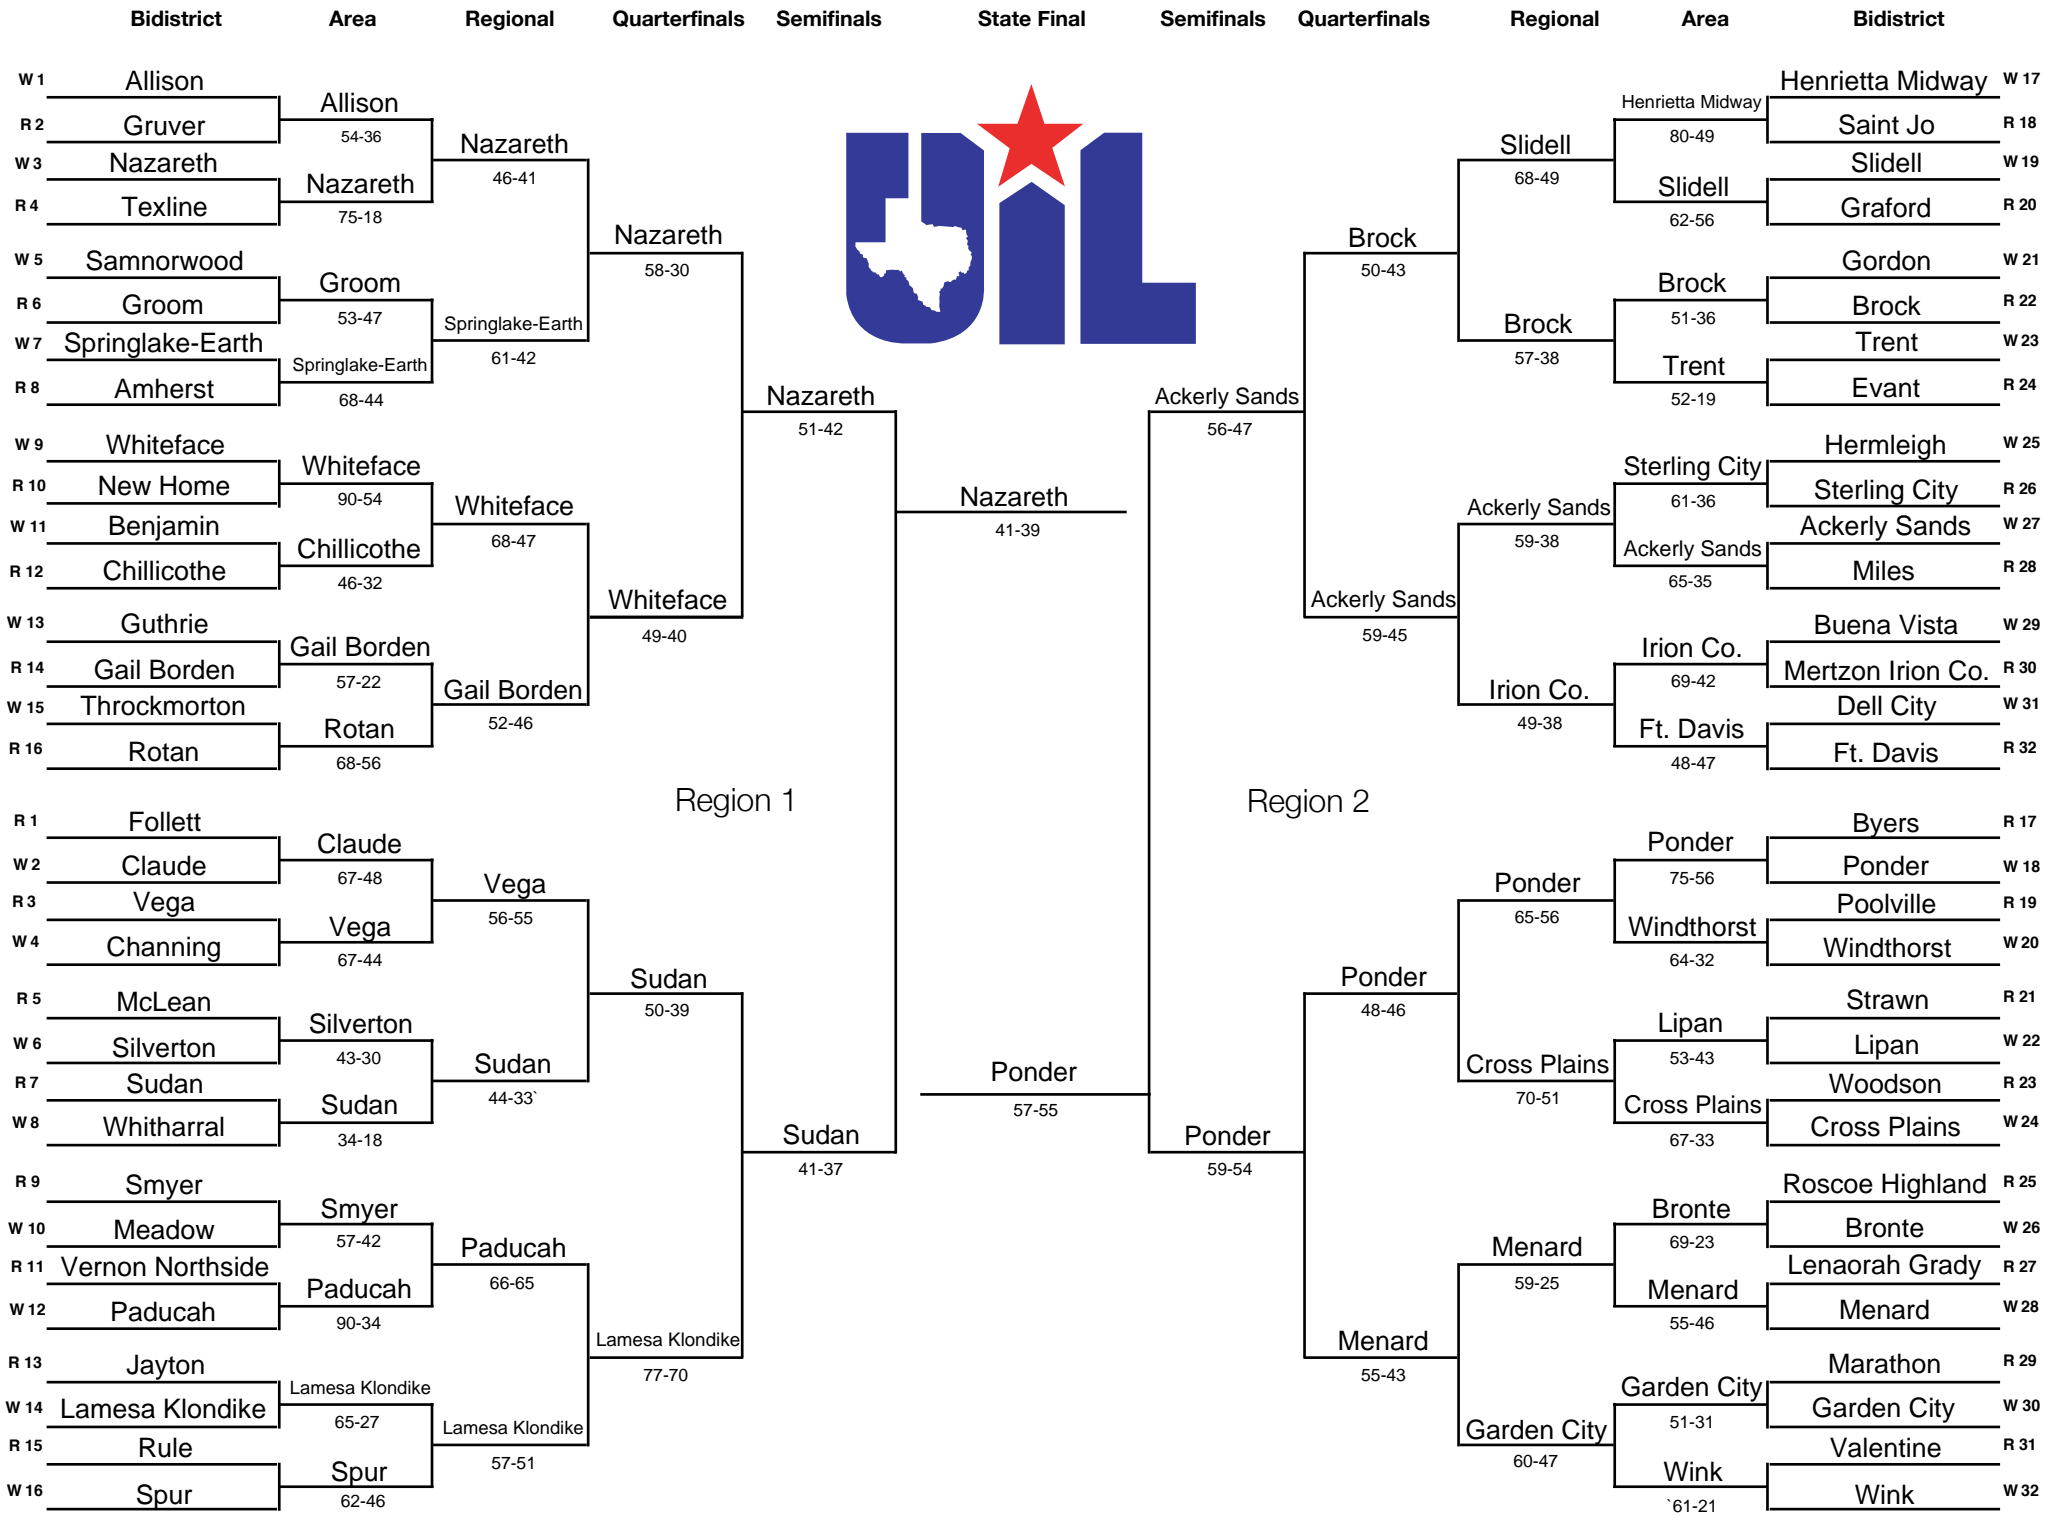 Bidistrict Area Regional Quarterfinals Semifinals State Final Semifinals Quarterfinals Regional Area Bidistrict
W 1 Allison
Allison
R 2 Gruver
54-36
Nazareth
46-41
W 3 Nazareth
Nazareth
R 4 Texline
75-18
Nazareth
58-30
W 5 Samnorwood
Groom
R 6 Groom
53-47
Springlake-Earth
61-42
W 7 Springlake-Earth
Springlake-Earth
R 8 Amherst
68-44
Nazareth
51-42
W 9 Whiteface
Whiteface
R 10 New Home
90-54
Whiteface
68-47
W 11 Benjamin
Chillicothe
R 12 Chillicothe
46-32
Whiteface
49-40
W 13 Guthrie
Gail Borden
R 14 Gail Borden
57-22
Gail Borden
52-46
W 15 Throckmorton
Rotan
R 16 Rotan
68-56
Region 1
R 1 Follett
Claude
W 2 Claude
67-48
Vega
56-55
R 3 Vega
Vega
W 4 Channing
67-44
Sudan
50-39
R 5 McLean
Silverton
W 6 Silverton
43-30
Sudan
44-33`
R 7 Sudan
Sudan
W 8 Whitharral
34-18
Sudan
41-37
R 9 Smyer
Smyer
W 10 Meadow
57-42
Paducah
66-65
R 11 Vernon Northside
Paducah
W 12 Paducah
90-34
Lamesa Klondike
77-70
R 13 Jayton
Lamesa Klondike
W 14 Lamesa Klondike
65-27
Lamesa Klondike
57-51
R 15 Rule
Spur
W 16 Spur
62-46
UIL
Nazareth
41-39
Ponder
57-55
Henrietta Midway W 17
Henrietta Midway
Saint Jo R 18
80-49
Slidell
68-49
Slidell W 19
Slidell
Graford R 20
62-56
Brock
50-43
Gordon W 21
Brock
Brock R 22
51-36
Brock
57-38
Trent W 23
Trent
Evant R 24
52-19
Ackerly Sands
56-47
Hermleigh W 25
Sterling City
Sterling City R 26
61-36
Ackerly Sands
59-38
Ackerly Sands W 27
Ackerly Sands
Miles R 28
65-35
Ackerly Sands
59-45
Buena Vista W 29
Irion Co.
Mertzon Irion Co. R 30
69-42
Irion Co.
49-38
Dell City W 31
Ft. Davis
Ft. Davis R 32
48-47
Region 2
Byers R 17
Ponder
Ponder W 18
75-56
Ponder
65-56
Poolville R 19
Windthorst
Windthorst W 20
64-32
Ponder
48-46
Strawn R 21
Lipan
Lipan W 22
53-43
Cross Plains
70-51
Woodson R 23
Cross Plains
Cross Plains W 24
67-33
Ponder
59-54
Roscoe Highland R 25
Bronte
Bronte W 26
69-23
Menard
59-25
Lenaorah Grady R 27
Menard
Menard W 28
55-46
Menard
55-43
Marathon R 29
Garden City
Garden City W 30
51-31
Garden City
60-47
Valentine R 31
Wink
Wink W 32
`61-21